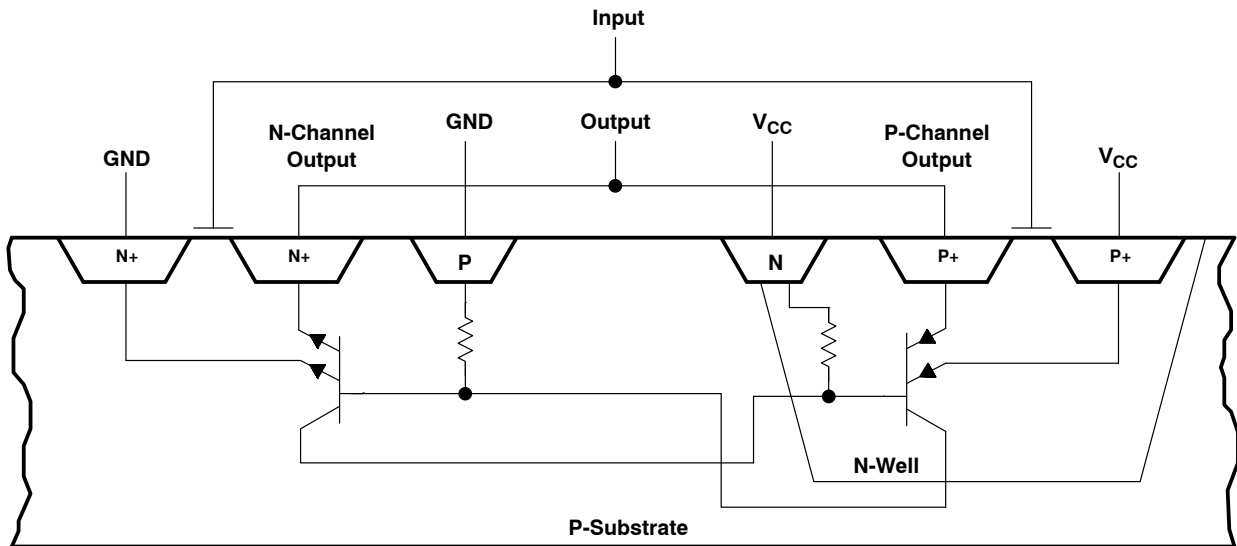 Input
N-Channel
Output
GND
Output
VCC
P-Channel
Output
GND
VCC
N+
N+
P
N
P+
P+
N-Well
P-Substrate